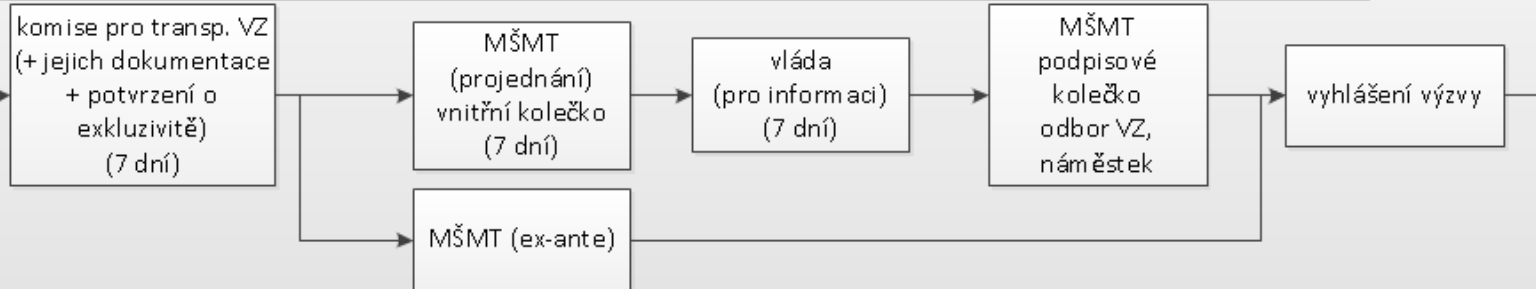 komise pro transp. VZ
(+ jejich dokumentace
+ potvrzení o
exkluzivitě)
(7 dní)
MŠMT
(projednání)
vnitřní kolečko
(7 dní)
vláda
(pro informaci)
(7 dní)
MŠMT
podpisové
kolečko
odbor VZ,
náměstek
vyhlášení výzvy
MŠMT (ex-ante)